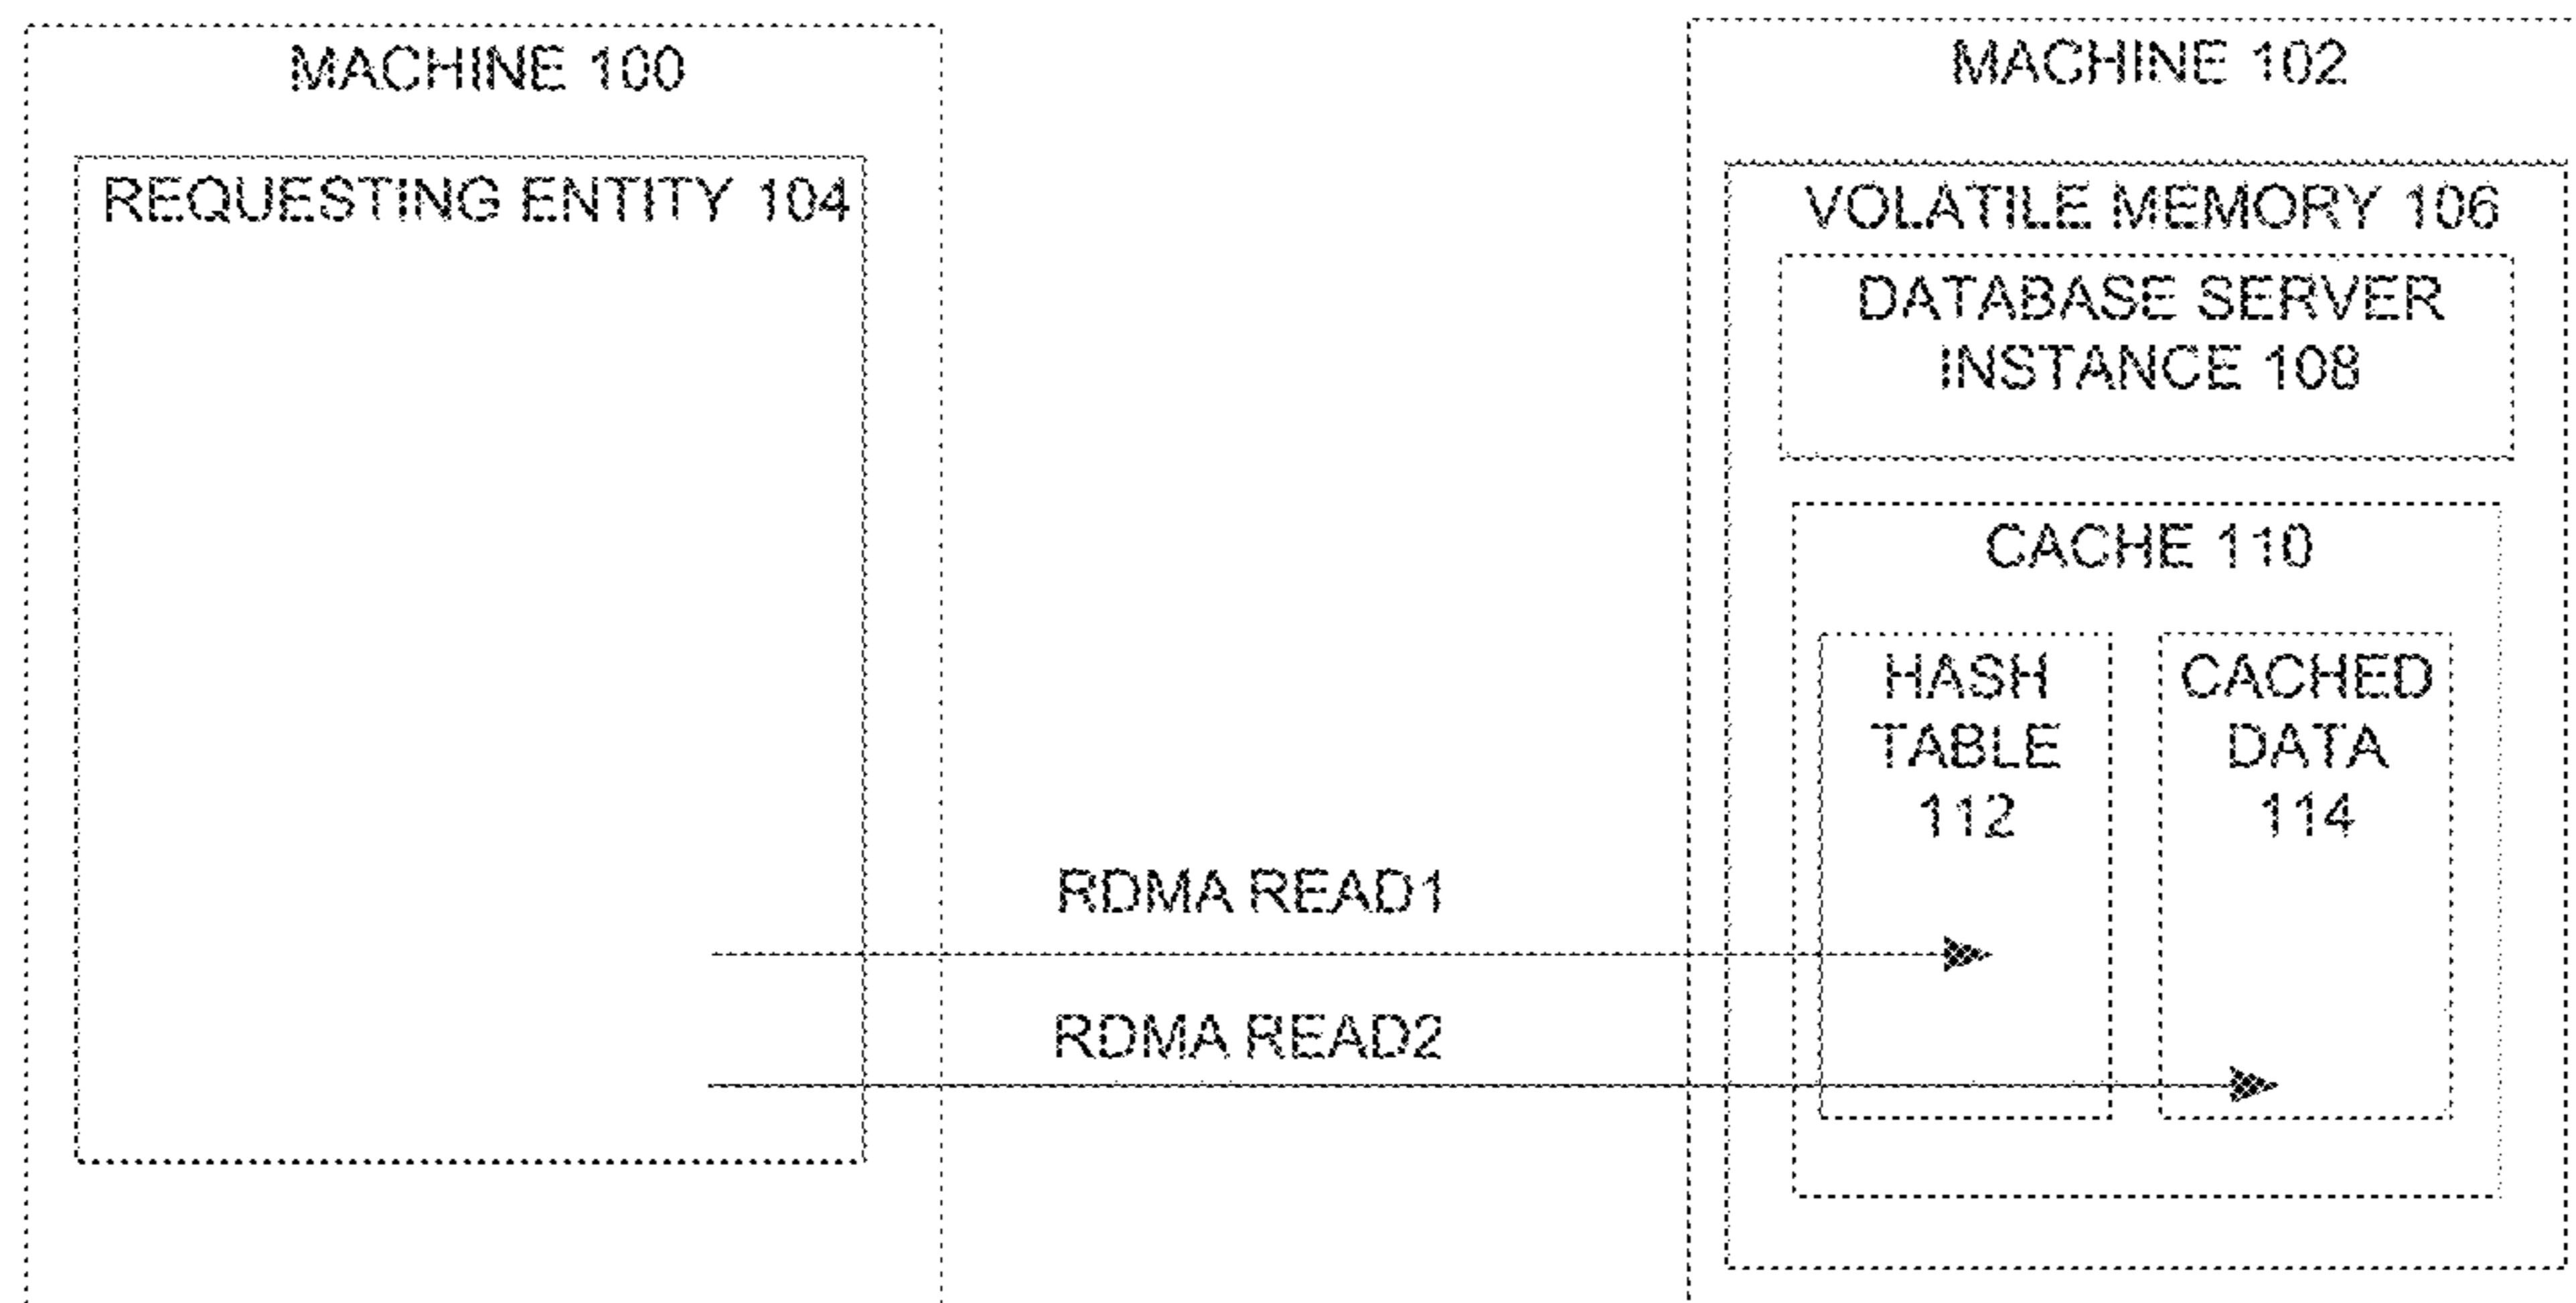 MACHINE 100
REQUESTING ENTITY 104
RDMA READ1
RDMA READ2
MACHINE 102
VOLATILE MEMORY 106
DATABASE SERVER
INSTANCE 108
CACHE 110
HASH
TABLE
112
CACHED
DATA
114